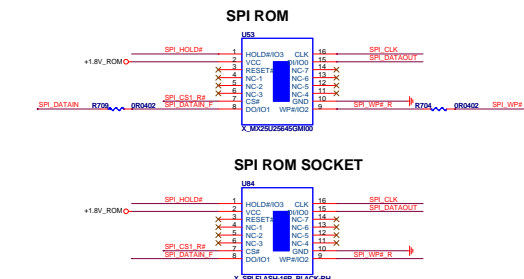 SPI ROM
U53
SPI_HOLD# 1 HOLD#/IO3 CLK 16 SPI_CLK
+1.8V_ROM 2 VCC DI/IO0 15 SPI_DATAOUT
3 RESET# NC-7 14
4 NC-1 NC-6 13
5 NC-2 NC-5 12
6 NC-3 NC-4 11
SPI_CS1_R# 7 CS# GND 10
SPI_DATAIN R709 0R0402 SPI_DATAIN_F 8 DO/IO1 WP#/IO2 9 SPI_WP#_R R704 0R0402 SPI_WP#
X_MX25U25645GMI00
SPI ROM SOCKET
U84
SPI_HOLD# 1 HOLD#/IO3 CLK 16 SPI_CLK
+1.8V_ROM 2 VCC DI/IO0 15 SPI_DATAOUT
3 RESET# NC-7 14
4 NC-1 NC-6 13
5 NC-2 NC-5 12
6 NC-3 NC-4 11
SPI_CS1_R# 7 CS# GND 10
SPI_DATAIN_F 8 DO/IO1 WP#/IO2 9 SPI_WP#_R